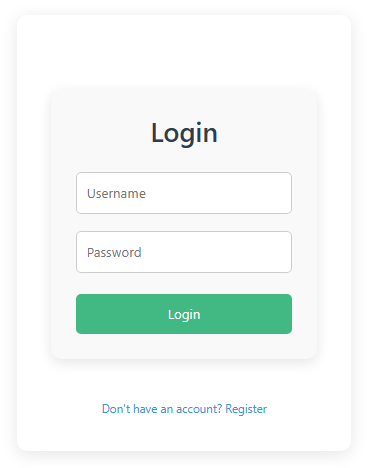 Login
Username
Password
Login
Don't have an account? Register